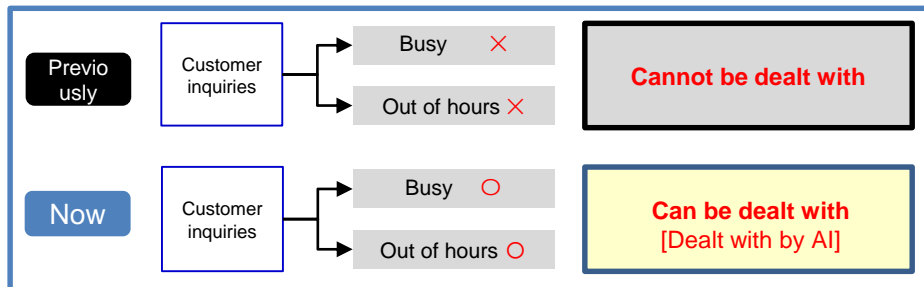 Previo
usly
Customer
inquiries
Busy ×
Out of hours ×
Cannot be dealt with
Now
Customer
inquiries
Busy ○
Out of hours ○
Can be dealt with
[Dealt with by AI]